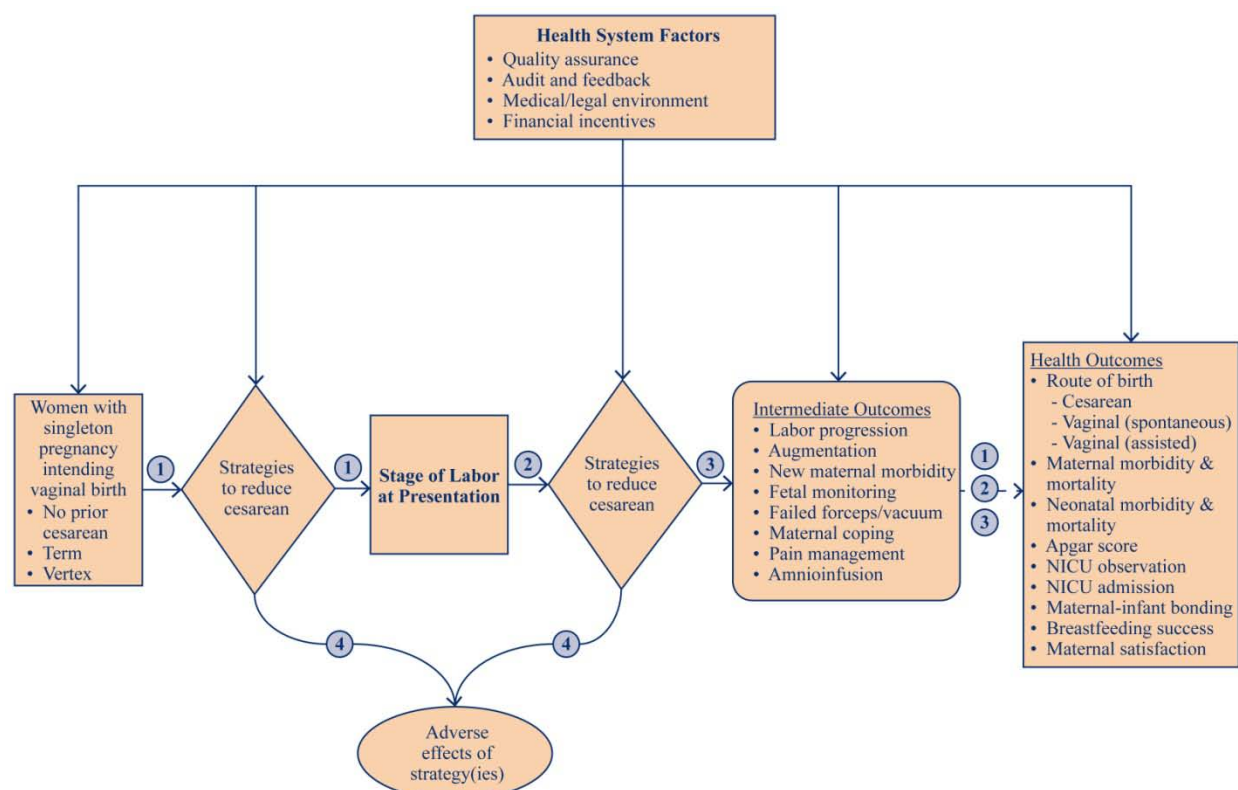 Health System Factors
• Quality assurance
• Audit and feedback
• Medical/legal environment
• Financial incentives
Women with
singleton
pregnancy
intending
vaginal birth
• No prior
cesarean
• Term
• Vertex
1
Strategies
to reduce
cesarean
1
Stage of Labor
at Presentation
2
Strategies
to reduce
cesarean
3
Intermediate Outcomes
• Labor progression
• Augmentation
• New maternal morbidity
• Fetal monitoring
• Failed forceps/vacuum
• Maternal coping
• Pain management
• Amnioinfusion
1
2
3
Health Outcomes
• Route of birth
- Cesarean
- Vaginal (spontaneous)
- Vaginal (assisted)
• Maternal morbidity &
mortality
• Neonatal morbidity &
mortality
• Apgar score
• NICU observation
• NICU admission
• Maternal-infant bonding
• Breastfeeding success
• Maternal satisfaction
4
4
Adverse
effects of
strategy(ies)